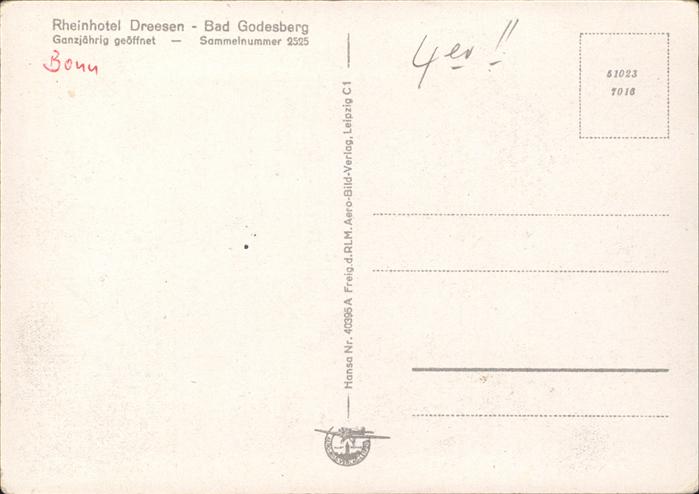 Rheinhotel Dreesen - Bad Godesberg
Ganzjährig geöffnet — Sammelnummer 2525
Bonn
4er !!
51023
7016
Hansa Nr. 40395 A Freig. d. RLM. Aero-Bild-Verlag, Leipzig C 1